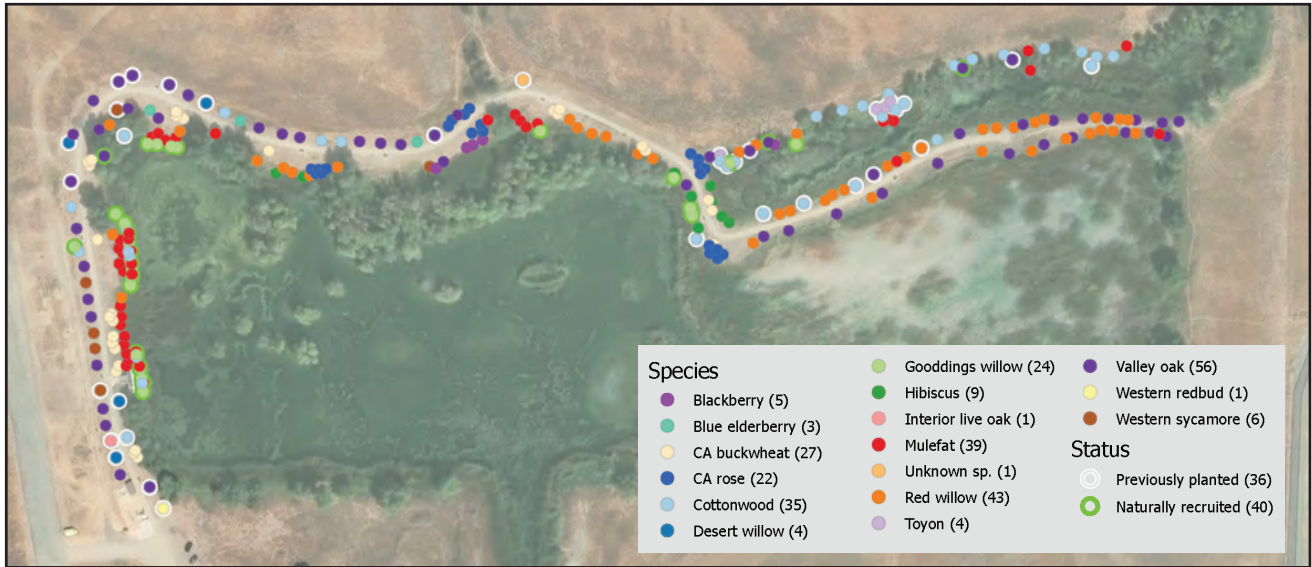 Species
Blackberry (5)
Blue elderberry (3)
CA buckwheat (27)
CA rose (22)
Cottonwood (35)
Desert willow (4)
Gooddings willow (24)
Hibiscus (9)
Interior live oak (1)
Mulefat (39)
Unknown sp. (1)
Red willow (43)
Toyon (4)
Valley oak (56)
Western redbud (1)
Western sycamore (6)
Status
Previously planted (36)
Naturally recruited (40)